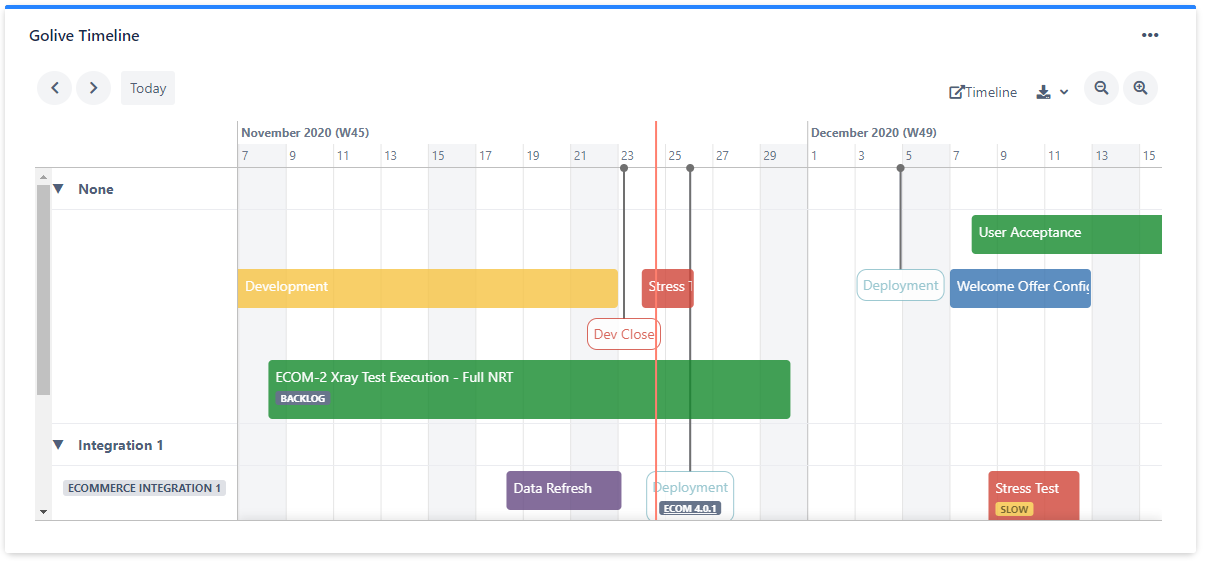 Golive Timeline
Today
Timeline
November 2020 (W45)
December 2020 (W49)
7 9 11 13 15 17 19 21 23 25 27 29 1 3 5 7 9 11 13 15
None
User Acceptance
Development
Stress T
Deployment
Welcome Offer Config
Dev Close
ECOM-2 Xray Test Execution - Full NRT
BACKLOG
Integration 1
ECOMMERCE INTEGRATION 1
Data Refresh
Deployment
ECOM 4.0.1
Stress Test
SLOW